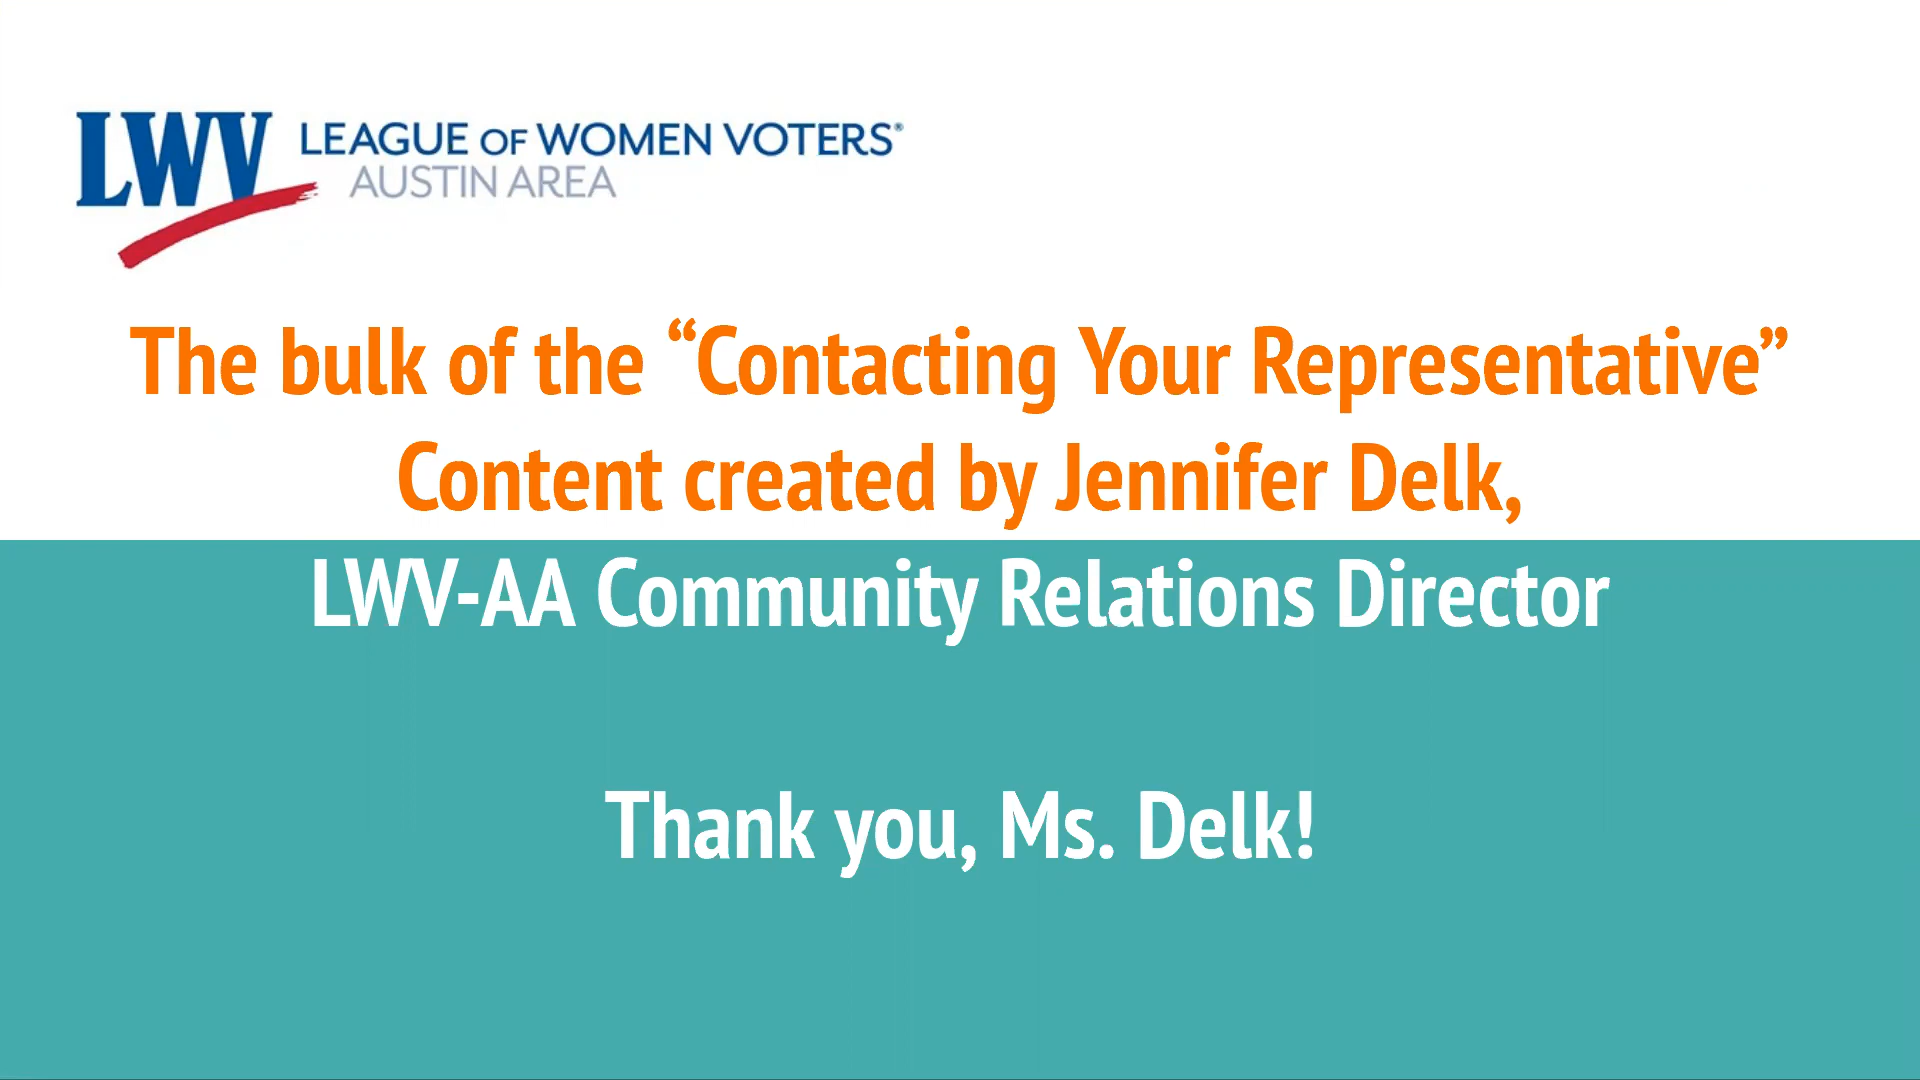 LWV LEAGUE OF WOMEN VOTERS®
AUSTIN AREA
The bulk of the “Contacting Your Representative”
Content created by Jennifer Delk,
LWV-AA Community Relations Director
Thank you, Ms. Delk!